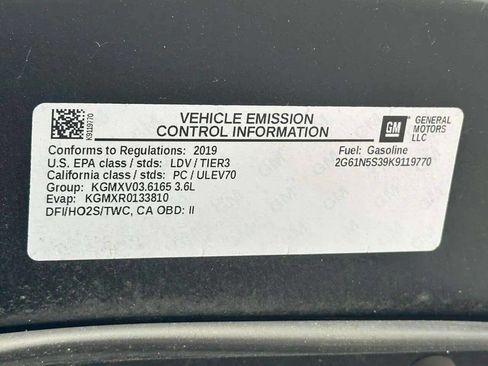 K9119770
VEHICLE EMISSION
CONTROL INFORMATION
GM
GENERAL
MOTORS
LLC
Conforms to Regulations: 2019
Fuel: Gasoline
U.S. EPA class / stds: LDV / TIER3
2G61N5S39K9119770
California class / stds: PC / ULEV70
Group: KGMXV03.6165 3.6L
Evap: KGMXR0133810
DFI/HO2S/TWC, CA OBD: II